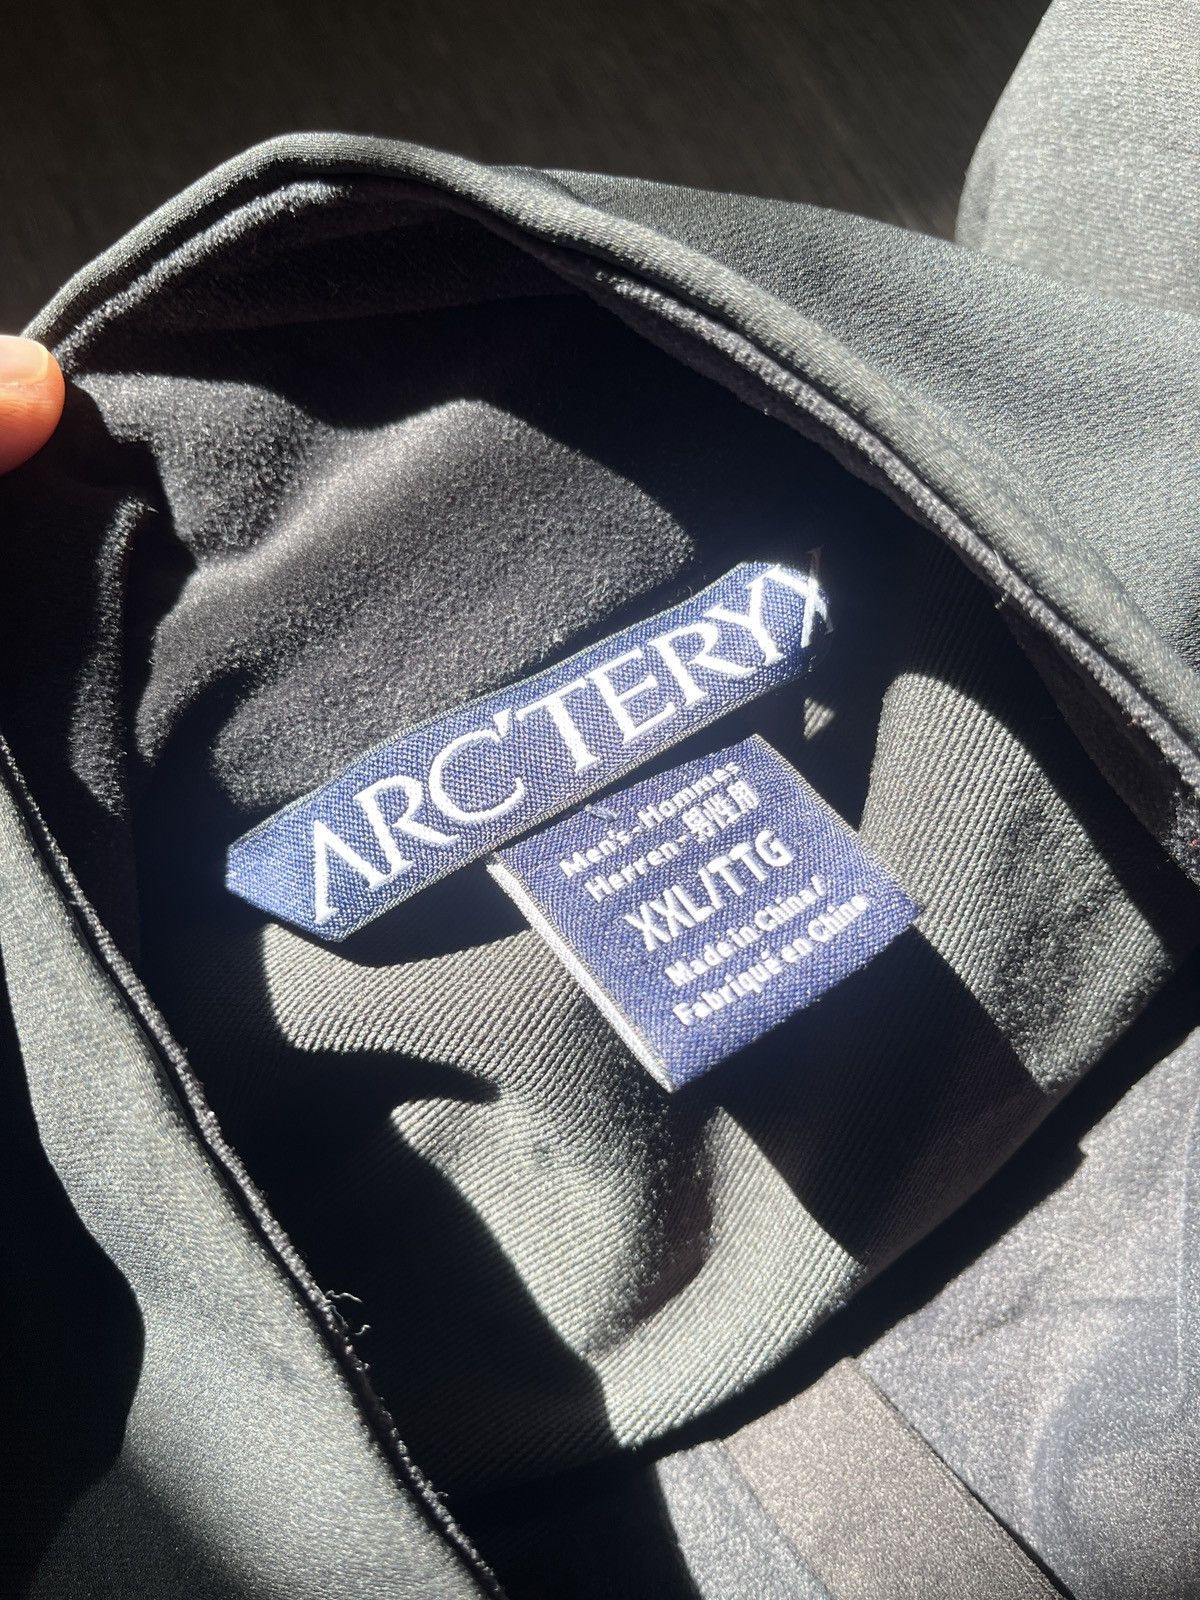 ARC'TERYX
Men's-Hommes
Herren-男性用
XXL/TTG
Made in China/
Fabriqué en Chine